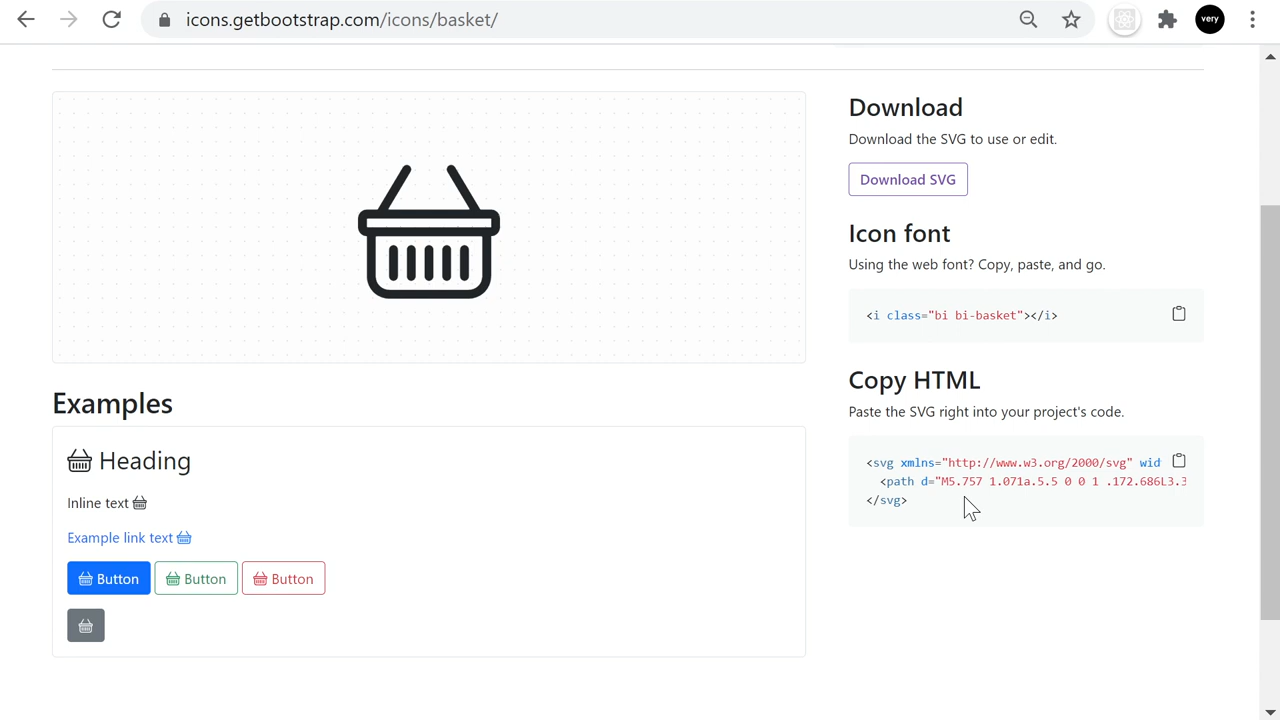 icons.getbootstrap.com/icons/basket/
very
Download
Download the SVG to use or edit.
Download SVG
Icon font
Using the web font? Copy, paste, and go.
<i class="bi bi-basket"></i>
Copy HTML
Paste the SVG right into your project's code.
<svg xmlns="http://www.w3.org/2000/svg" wid
<path d="M5.757 1.071a.5.5 0 0 1 .172.686L3.3
</svg>
Examples
Heading
Inline text
Example link text
Button Button Button